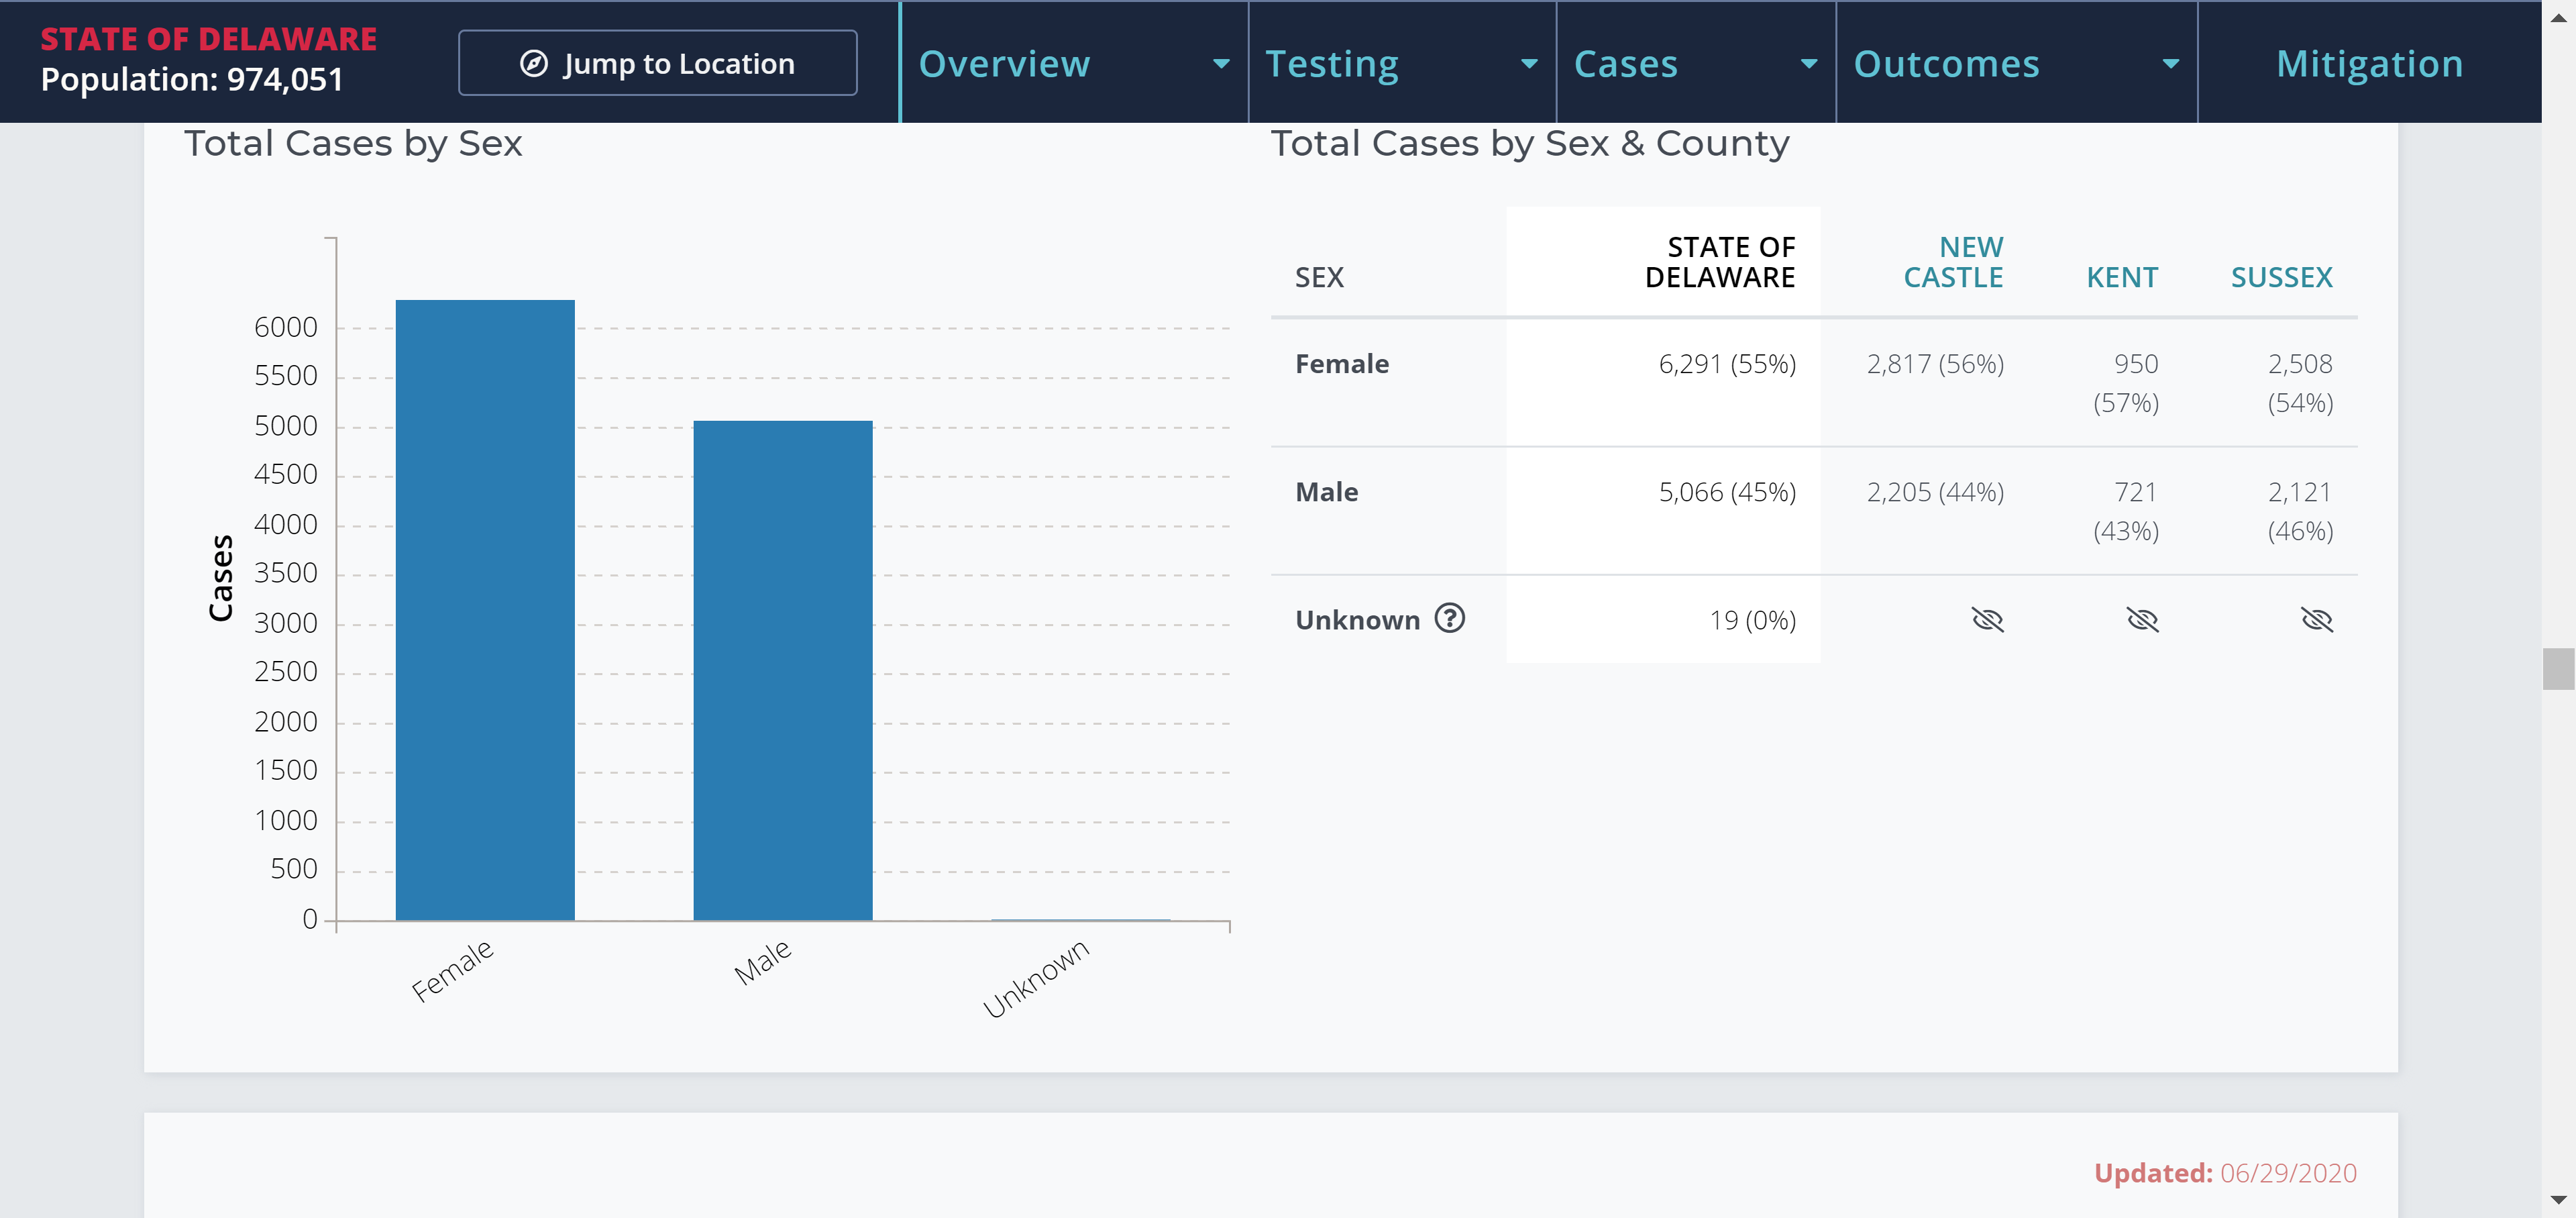 STATE OF DELAWARE
Population: 974,051
Jump to Location
Overview
Testing
Cases
Outcomes
Mitigation
Total Cases by Sex
6000
5500
5000
4500
4000
3500
3000
2500
2000
1500
1000
500
0
Cases
Female
Male
Unknown
Total Cases by Sex & County
SEX
STATE OF
DELAWARE
NEW
CASTLE
KENT
SUSSEX
Female
6,291 (55%)
2,817 (56%)
950
(57%)
2,508
(54%)
Male
5,066 (45%)
2,205 (44%)
721
(43%)
2,121
(46%)
Unknown
19 (0%)
Updated: 06/29/2020